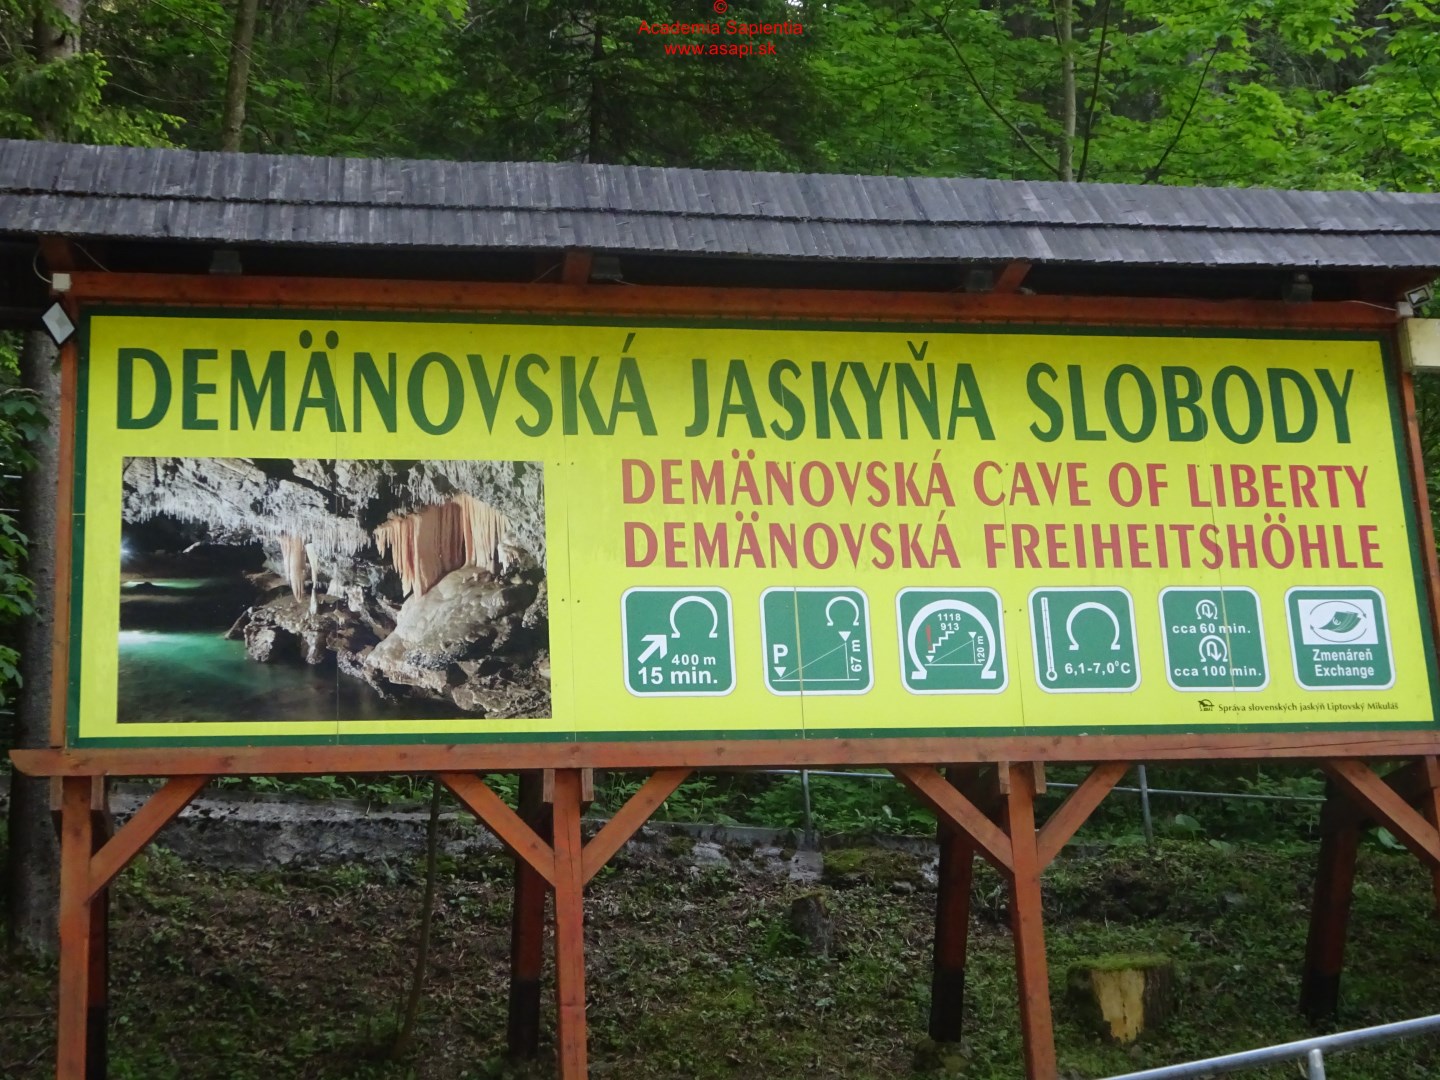 ©
Academia Sapientia
www.asapi.sk
DEMÄNOVSKÁ JASKYŇA SLOBODY
DEMÄNOVSKÁ CAVE OF LIBERTY
DEMÄNOVSKÁ FREIHEITSHÖHLE
400 m
15 min.
P
67 m
1118
913
120 m
6,1-7,0°C
cca 60 min.
cca 100 min.
Zmenáreň
Exchange
Správa slovenských jaskýň Liptovský Mikuláš